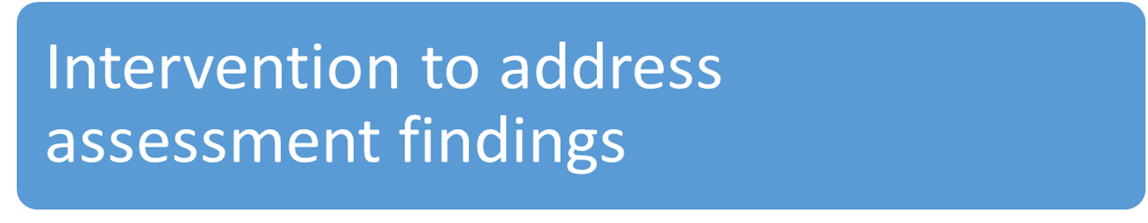 Intervention to address
assessment findings